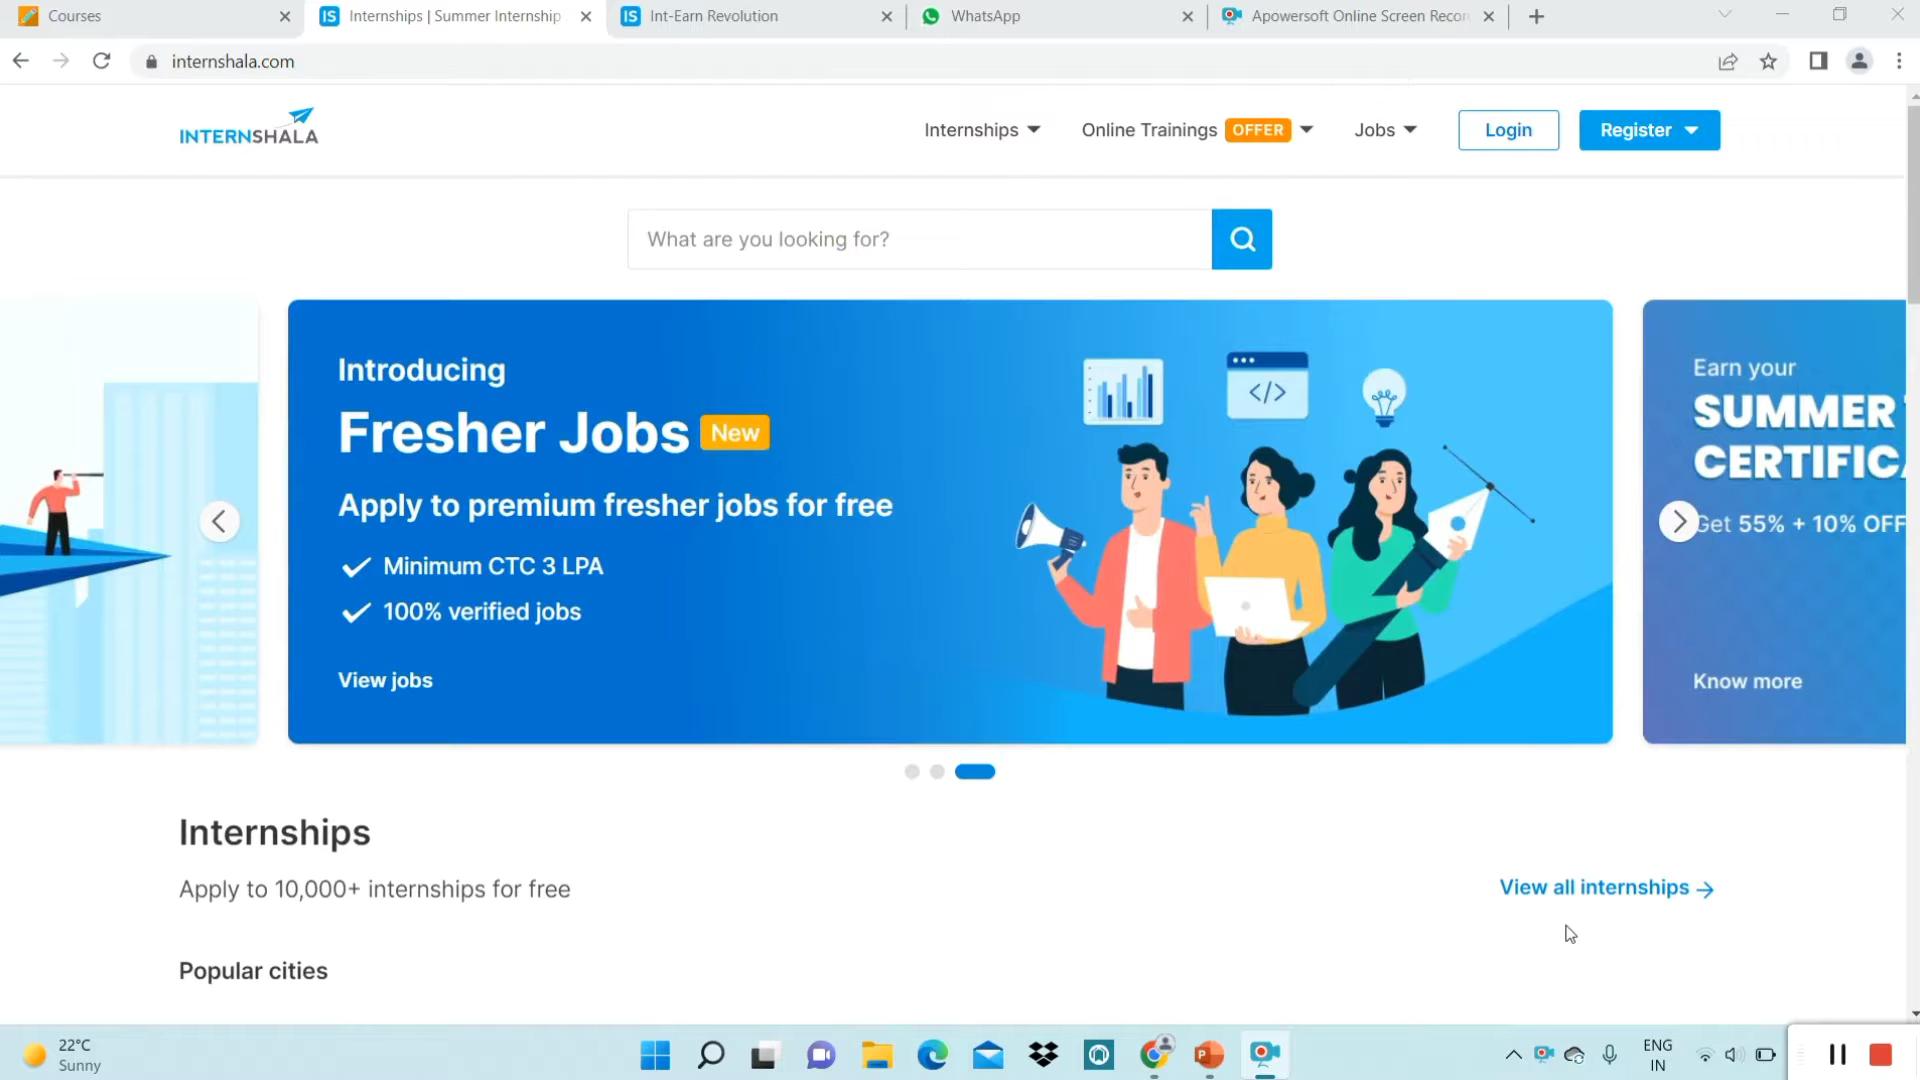 Courses
IS Internships | Summer Internship
IS Int-Earn Revolution
WhatsApp
Apowersoft Online Screen Recor
internshala.com
INTERNSHALA
Internships
Online Trainings OFFER
Jobs
Login
Register
What are you looking for?
Introducing
Fresher Jobs New
Apply to premium fresher jobs for free
Minimum CTC 3 LPA
100% verified jobs
View jobs
</>
Earn your
SUMMER
CERTIFICA
Get 55% + 10% OFF
Know more
Internships
Apply to 10,000+ internships for free
View all internships →
Popular cities
22°C
Sunny
ENG
IN